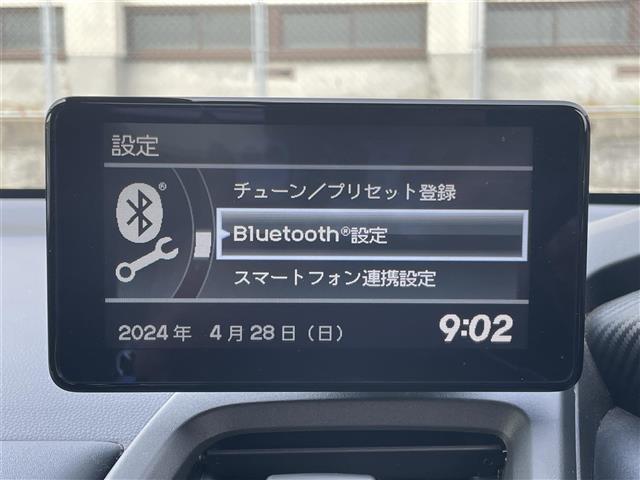 設定
チューン／プリセット登録
Bluetooth®設定
スマートフォン連携設定
2024年 4月28日（日） 9:02